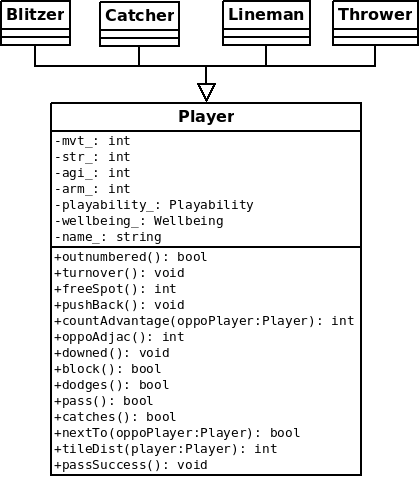 Blitzer Catcher Lineman Thrower
Player
-mvt_: int
-str_: int
-agi_: int
-arm_: int
-playability_: Playability
-wellbeing_: Wellbeing
-name_: string
+outnumbered(): bool
+turnover(): void
+freeSpot(): int
+pushBack(): void
+countAdvantage(oppoPlayer:Player): int
+oppoAdjac(): int
+downed(): void
+block(): bool
+dodges(): bool
+pass(): bool
+catches(): bool
+nextTo(oppoPlayer:Player): bool
+tileDist(player:Player): int
+passSuccess(): void